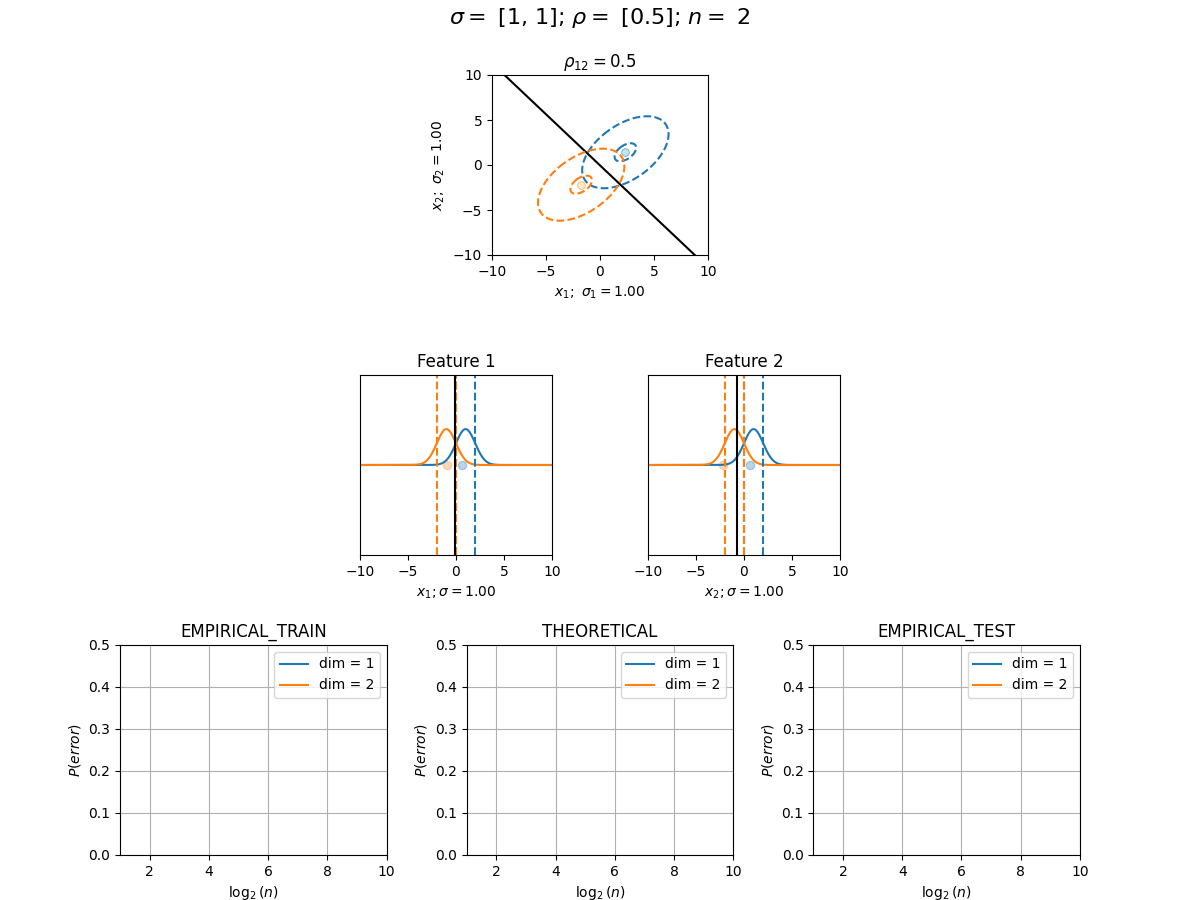 σ = [1, 1]; ρ = [0.5]; n = 2
ρ₁₂ = 0.5
10
5
0
−5
−10
x₂; σ₂ = 1.00
−10 −5 0 5 10
x₁; σ₁ = 1.00
Feature 1 Feature 2
−10 −5 0 5 10 −10 −5 0 5 10
x₁; σ = 1.00 x₂; σ = 1.00
EMPIRICAL_TRAIN
0.5
0.4
0.3
0.2
0.1
0.0
P(error)
dim = 1
dim = 2
2 4 6 8 10
log₂(n)
THEORETICAL
0.5
0.4
0.3
0.2
0.1
0.0
P(error)
dim = 1
dim = 2
2 4 6 8 10
log₂(n)
EMPIRICAL_TEST
0.5
0.4
0.3
0.2
0.1
0.0
P(error)
dim = 1
dim = 2
2 4 6 8 10
log₂(n)